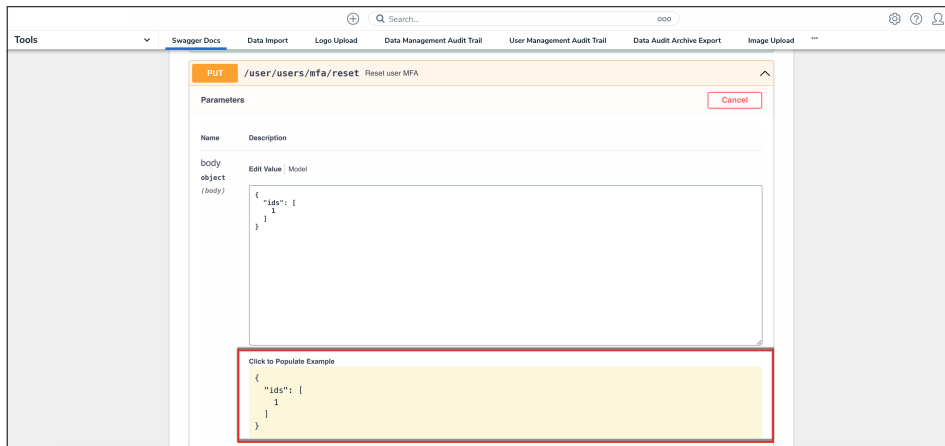 Search...
Tools
Swagger Docs Data Import Logo Upload Data Management Audit Trail User Management Audit Trail Data Audit Archive Export Image Upload ...
PUT /user/users/mfa/reset Reset user MFA
Parameters Cancel
Name Description
body
object
(body)
Edit Value Model
{
"ids": [
1
]
}
Click to Populate Example
{
"ids": [
1
]
}